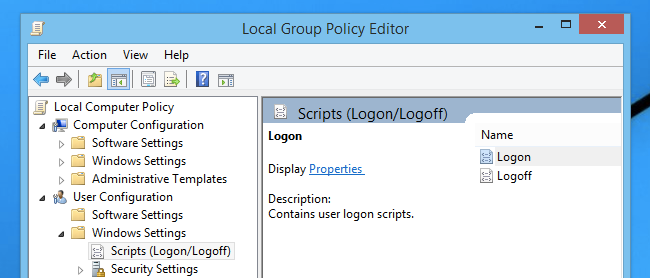 Local Group Policy Editor
File Action View Help
Local Computer Policy
Computer Configuration
Software Settings
Windows Settings
Administrative Templates
User Configuration
Software Settings
Windows Settings
Scripts (Logon/Logoff)
Security Settings
Scripts (Logon/Logoff)
Logon
Display Properties
Description:
Contains user logon scripts.
Name
Logon
Logoff